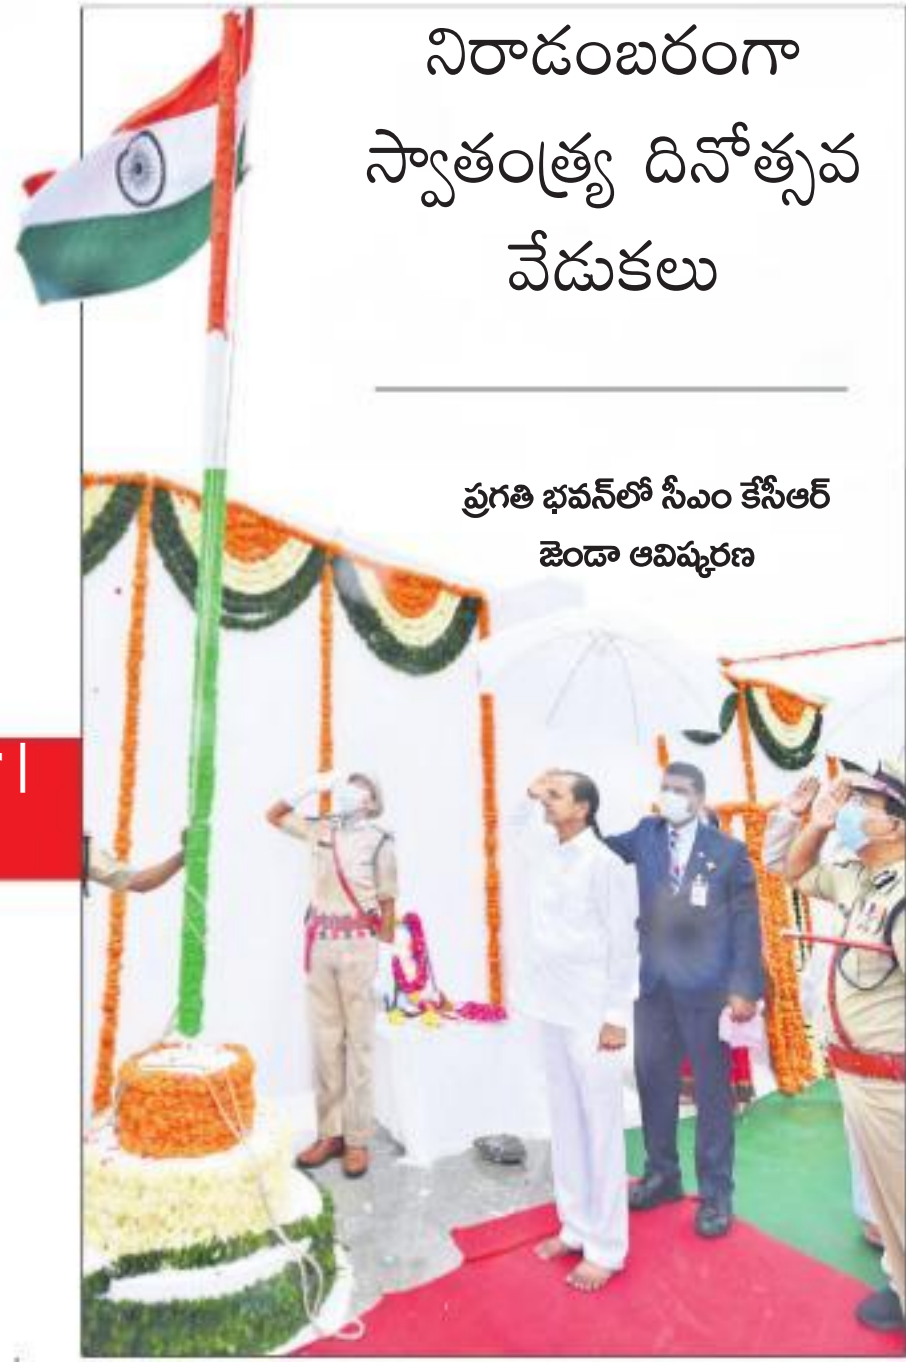 నిరాడంబరంగా
స్వాతంత్ర్య దినోత్సవ
వేడుకలు
ప్రగతి భవన్‌లో సీఎం కేసీఆర్
జెండా ఆవిష్కరణ